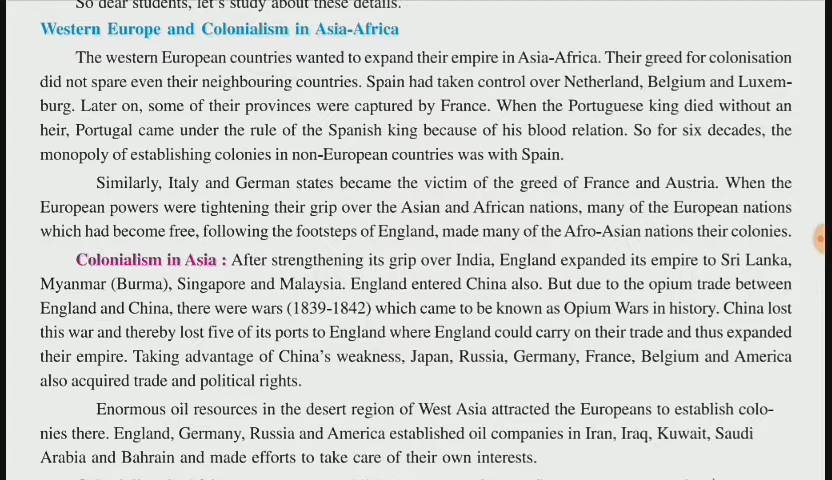 So dear students, let's study about these details.
Western Europe and Colonialism in Asia-Africa
The western European countries wanted to expand their empire in Asia-Africa. Their greed for colonisation
did not spare even their neighbouring countries. Spain had taken control over Netherland, Belgium and Luxem-
burg. Later on, some of their provinces were captured by France. When the Portuguese king died without an
heir, Portugal came under the rule of the Spanish king because of his blood relation. So for six decades, the
monopoly of establishing colonies in non-European countries was with Spain.
Similarly, Italy and German states became the victim of the greed of France and Austria. When the
European powers were tightening their grip over the Asian and African nations, many of the European nations
which had become free, following the footsteps of England, made many of the Afro-Asian nations their colonies.
Colonialism in Asia : After strengthening its grip over India, England expanded its empire to Sri Lanka,
Myanmar (Burma), Singapore and Malaysia. England entered China also. But due to the opium trade between
England and China, there were wars (1839-1842) which came to be known as Opium Wars in history. China lost
this war and thereby lost five of its ports to England where England could carry on their trade and thus expanded
their empire. Taking advantage of China's weakness, Japan, Russia, Germany, France, Belgium and America
also acquired trade and political rights.
Enormous oil resources in the desert region of West Asia attracted the Europeans to establish colo-
nies there. England, Germany, Russia and America established oil companies in Iran, Iraq, Kuwait, Saudi
Arabia and Bahrain and made efforts to take care of their own interests.